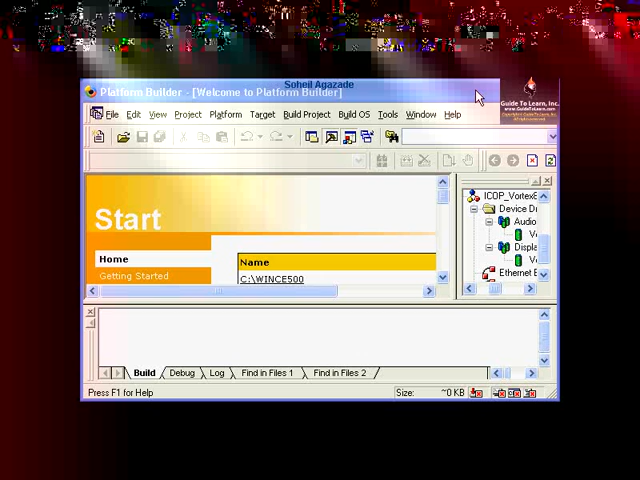 Soheil Agazade
Platform Builder - [Welcome to Platform Builder]
Guide To Learn, Inc.
File Edit View Project Platform Target Build Project Build OS Tools Window Help
Start
Home
Getting Started
Name
C:\WINCE500
ICOP_Vortex
Device Dr
Audio
Displa
Ethernet
Build Debug Log Find in Files 1 Find in Files 2
Press F1 for Help
Size: ~0 KB